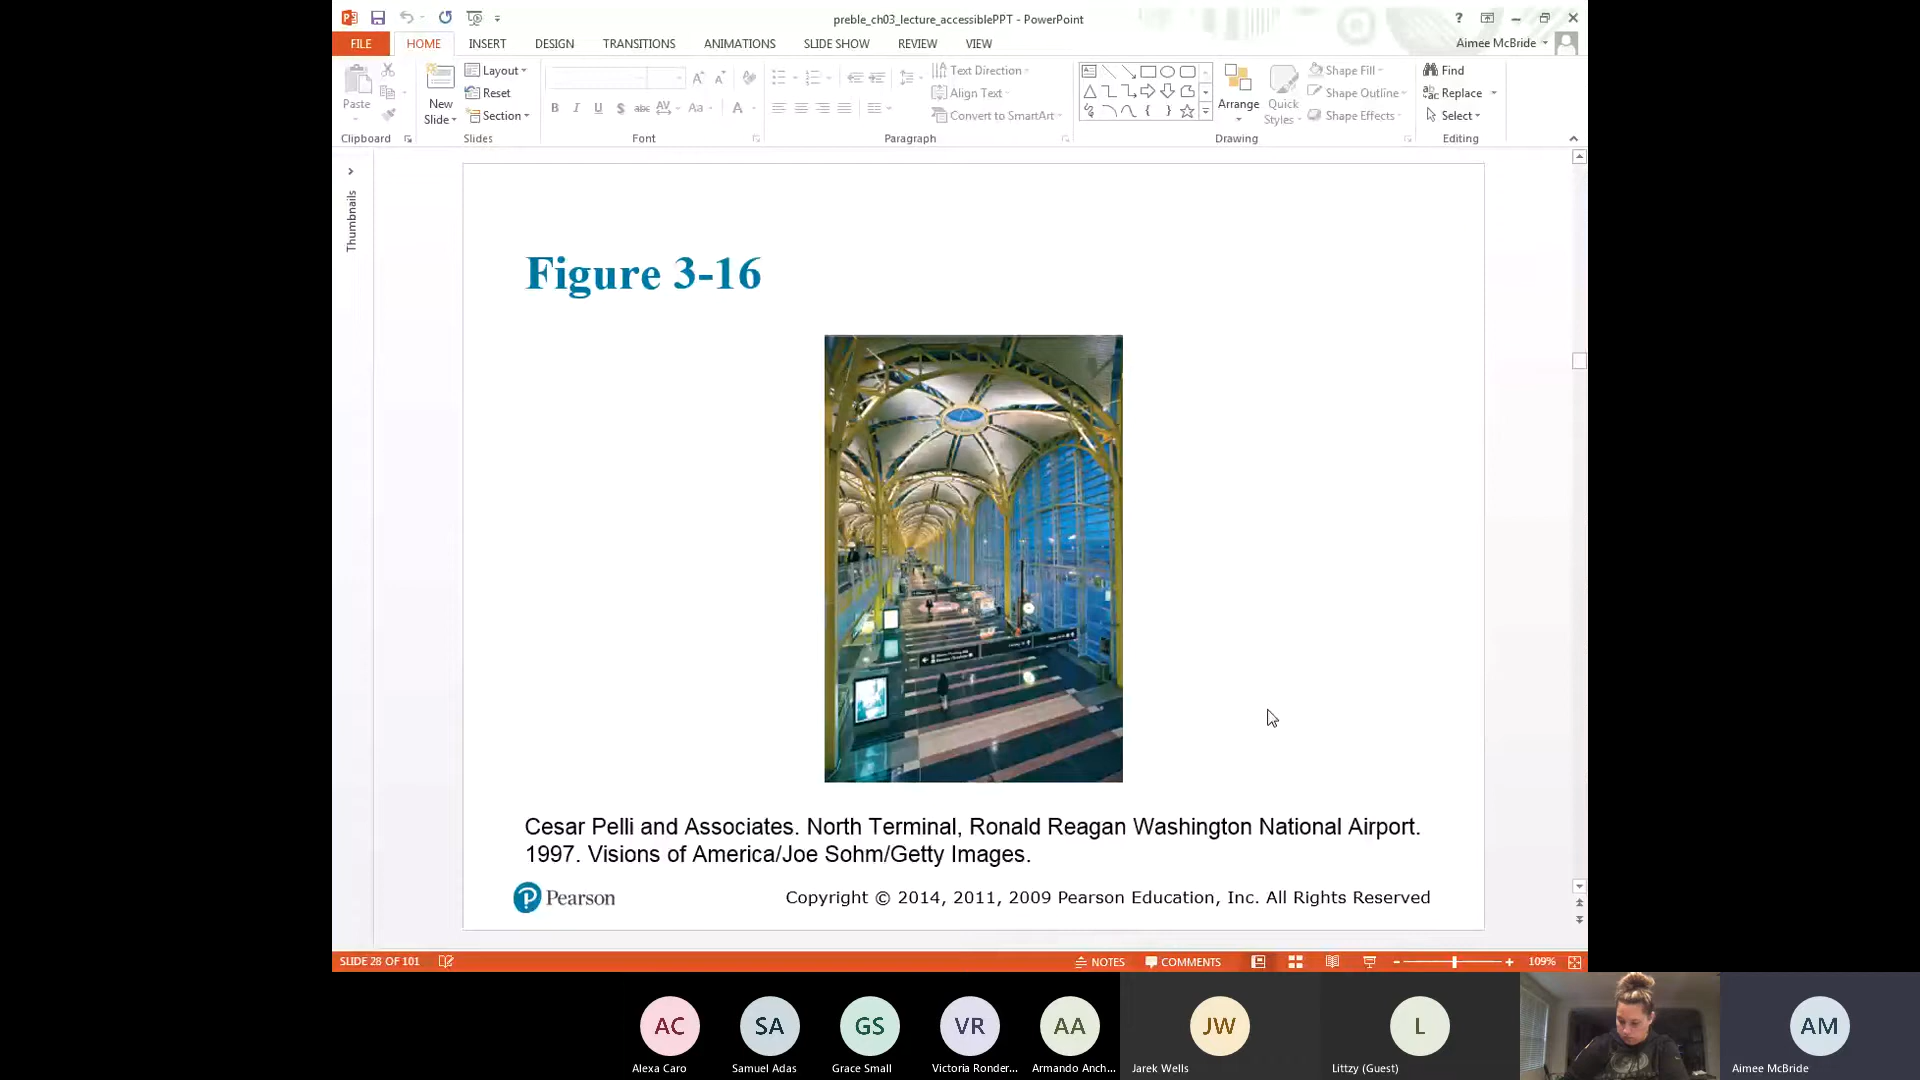 preble_ch03_lecture_accessiblePPT - PowerPoint
FILE
HOME
INSERT
DESIGN
TRANSITIONS
ANIMATIONS
SLIDE SHOW
REVIEW
VIEW
Aimee McBride
Paste
Clipboard
New
Slide
Layout
Reset
Section
Slides
B I U S abc AV Aa A
Font
Text Direction
Align Text
Convert to SmartArt
Paragraph
Arrange
Quick
Styles
Shape Fill
Shape Outline
Shape Effects
Drawing
Find
Replace
Select
Editing
Thumbnails
Figure 3-16
Cesar Pelli and Associates. North Terminal, Ronald Reagan Washington National Airport.
1997. Visions of America/Joe Sohm/Getty Images.
Pearson
Copyright © 2014, 2011, 2009 Pearson Education, Inc. All Rights Reserved
SLIDE 28 OF 101
NOTES
COMMENTS
109%
AC
SA
GS
VR
AA
JW
L
AM
Alexa Caro
Samuel Adas
Grace Small
Victoria Ronder...
Armando Anch...
Jarek Wells
Littzy (Guest)
Aimee McBride